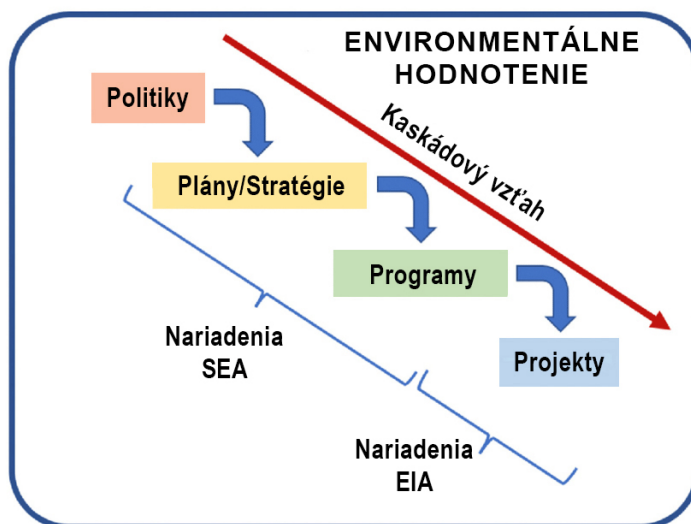 ENVIRONMENTÁLNE
HODNOTENIE
Politiky
Kaskádový vzťah
Plány/Stratégie
Programy
Nariadenia
SEA
Projekty
Nariadenia
EIA